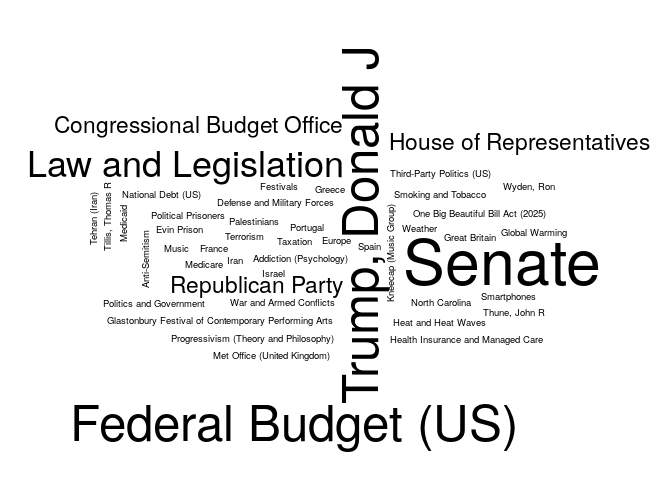 Trump, Donald J
Congressional Budget Office
House of Representatives
Law and Legislation
Third-Party Politics (US)
Festivals
Greece
Wyden, Ron
National Debt (US)
Smoking and Tobacco
Defense and Military Forces
Tehran (Iran)
Tillis, Thomas R
Medicaid
Political Prisoners
One Big Beautiful Bill Act (2025)
Palestinians
Evin Prison
Portugal
Weather
Global Warming
Terrorism
Taxation
Europe
Great Britain
Anti-Semitism
Music
France
Spain
Kneecap (Music Group)
Medicare
Iran
Addiction (Psychology)
Senate
Israel
Republican Party
Smartphones
Politics and Government
War and Armed Conflicts
North Carolina
Thune, John R
Glastonbury Festival of Contemporary Performing Arts
Heat and Heat Waves
Progressivism (Theory and Philosophy)
Health Insurance and Managed Care
Met Office (United Kingdom)
Federal Budget (US)